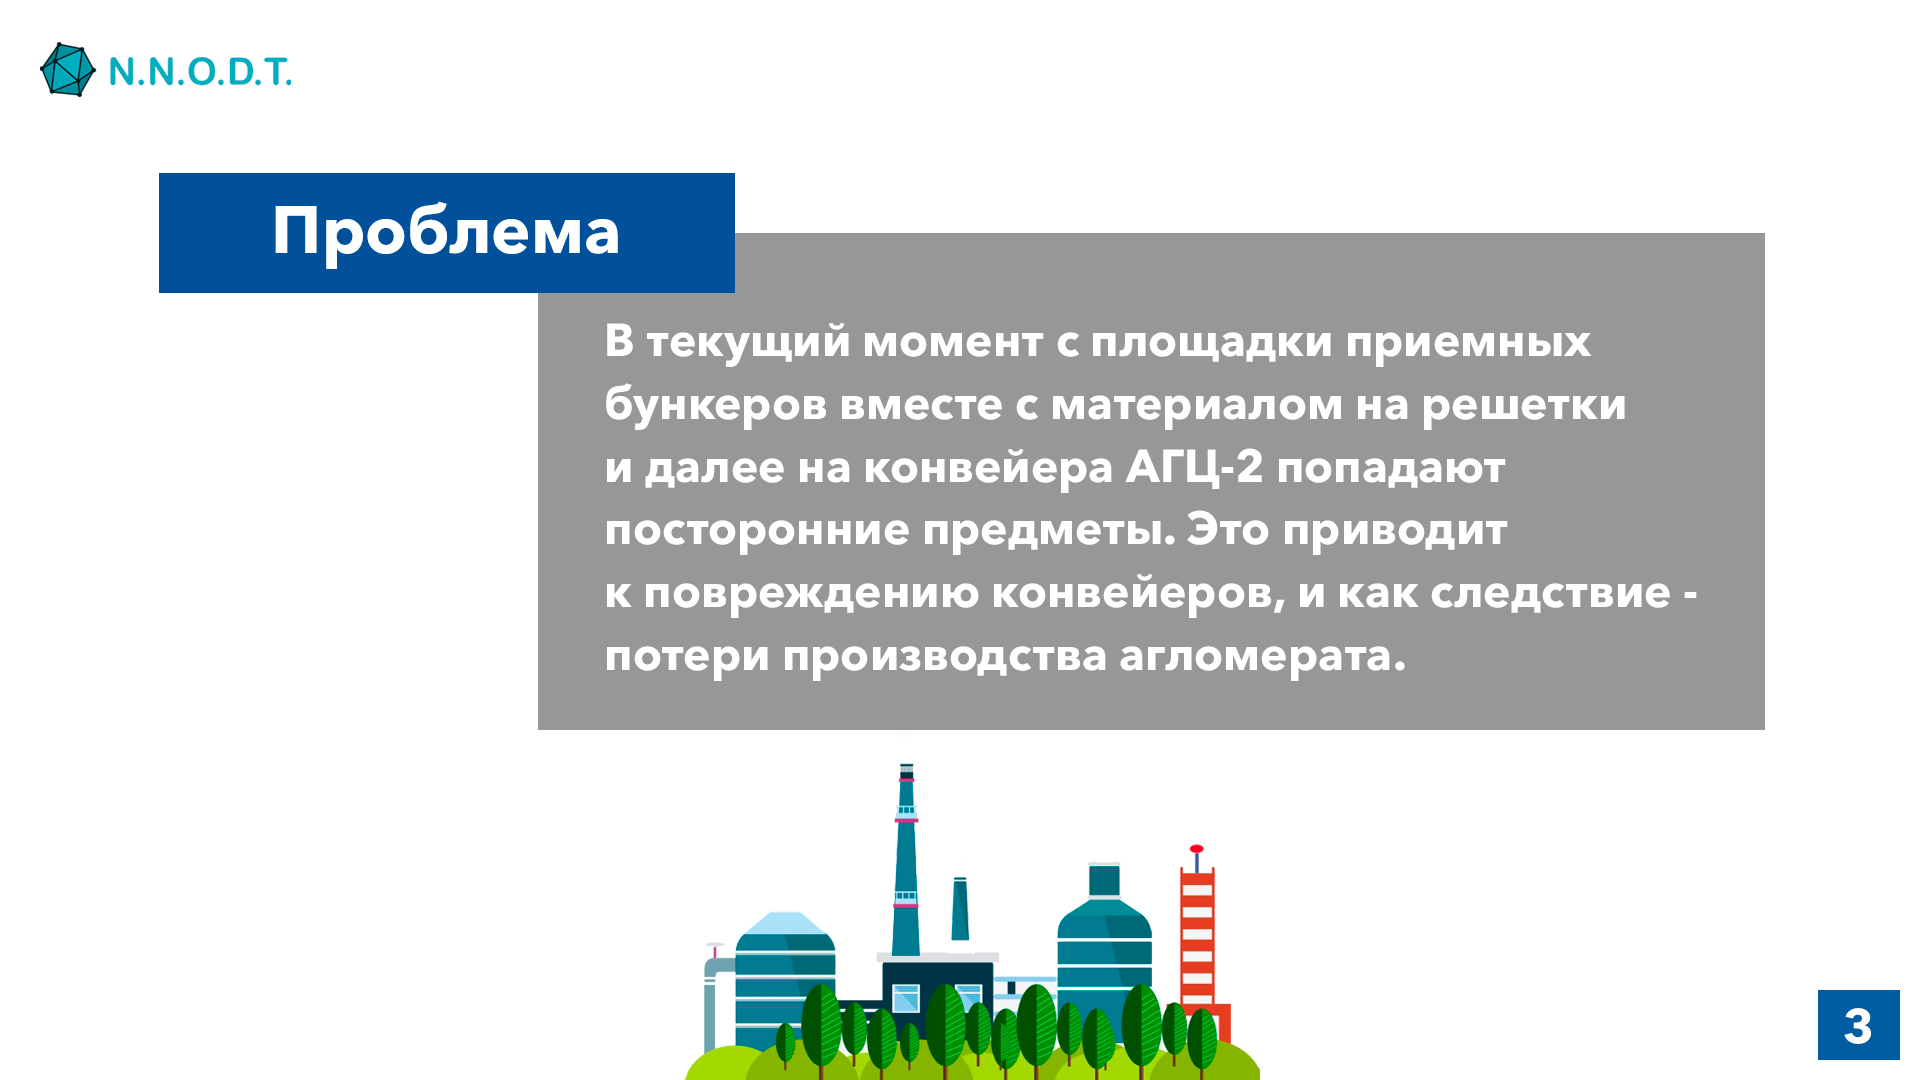 N.N.O.D.T.
Проблема
В текущий момент с площадки приемных
бункеров вместе с материалом на решетки
и далее на конвейера АГЦ-2 попадают
посторонние предметы. Это приводит
к повреждению конвейеров, и как следствие -
потери производства агломерата.
3